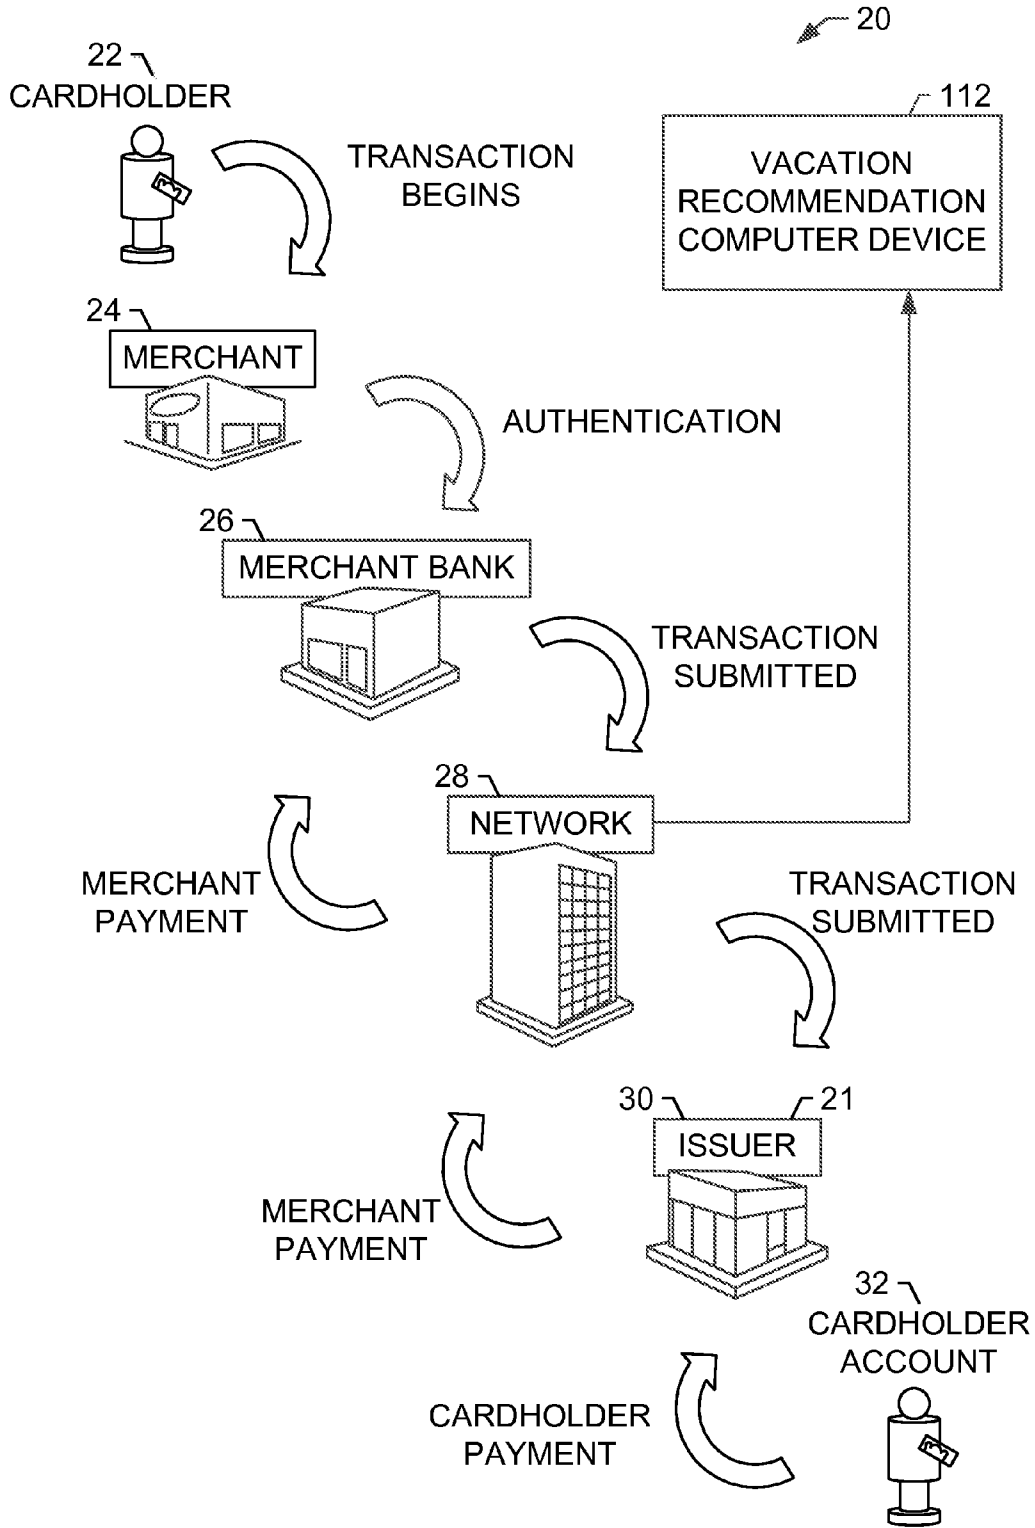 20
22
CARDHOLDER
112
VACATION
RECOMMENDATION
COMPUTER DEVICE
TRANSACTION
BEGINS
24
MERCHANT
AUTHENTICATION
26
MERCHANT BANK
TRANSACTION
SUBMITTED
28
NETWORK
MERCHANT
PAYMENT
TRANSACTION
SUBMITTED
30
21
ISSUER
MERCHANT
PAYMENT
32
CARDHOLDER
ACCOUNT
CARDHOLDER
PAYMENT